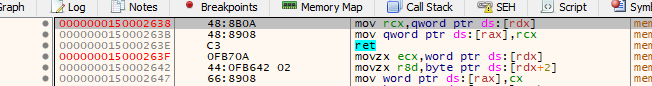 Graph Log Notes Breakpoints Memory Map Call Stack SEH Script
0000000150002638 48:8B0A mov rcx,qword ptr ds:[rdx]
000000015000263B 48:8908 mov qword ptr ds:[rax],rcx
000000015000263E C3 ret
000000015000263F 0FB70A movzx ecx,word ptr ds:[rdx]
0000000150002642 44:0FB642 02 movzx r8d,byte ptr ds:[rdx+2]
0000000150002647 66:8908 mov word ptr ds:[rax],cx